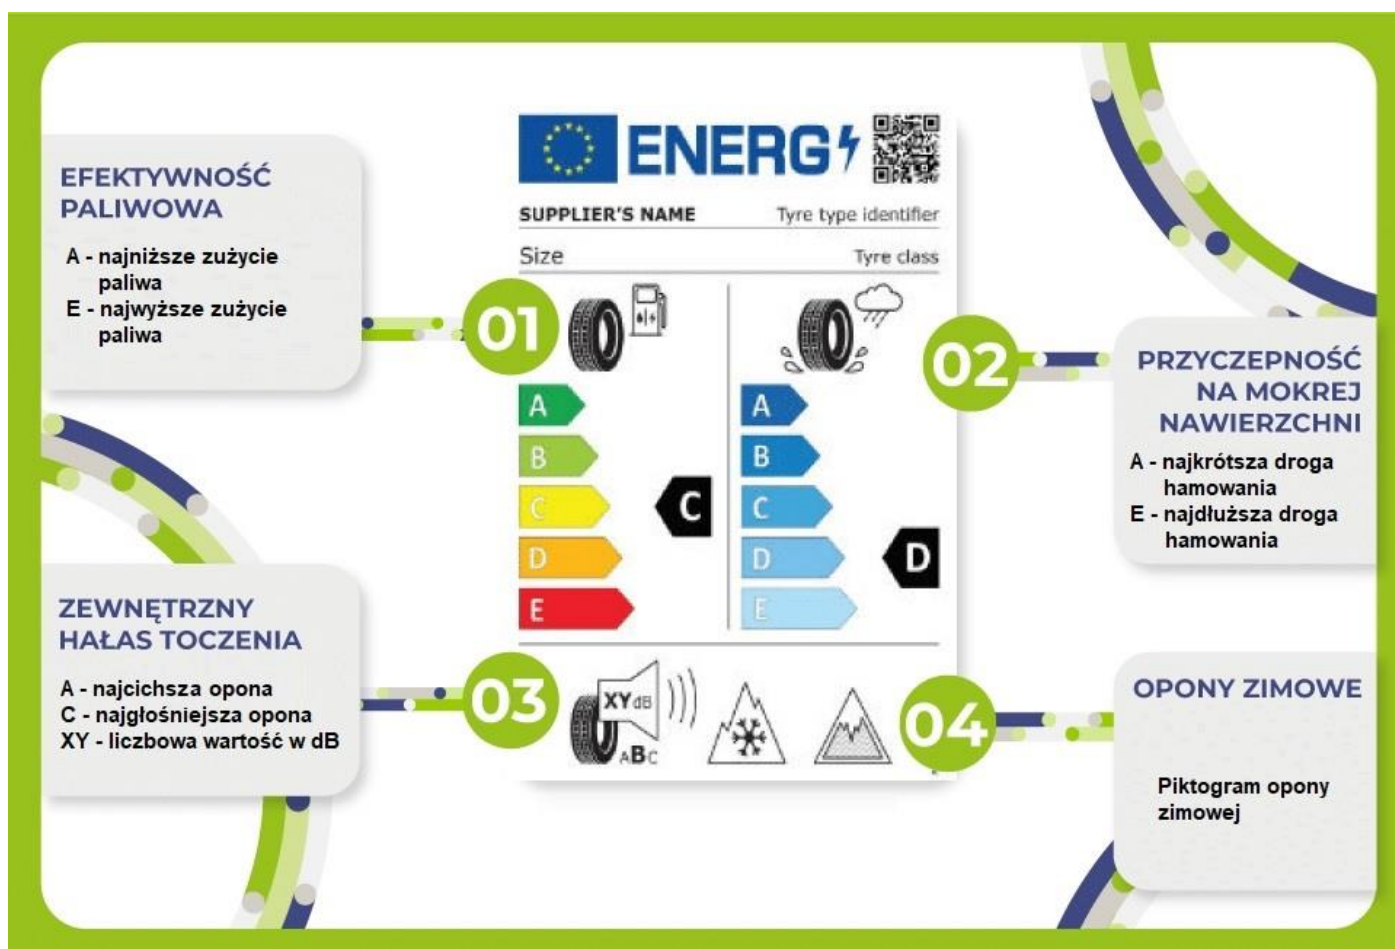 EFEKTYWNOŚĆ
PALIWOWA
A - najniższe zużycie
paliwa
E - najwyższe zużycie
paliwa
ENERG
SUPPLIER'S NAME Tyre type identifier
Size Tyre class
01
A
B
C
D
E
C
A
B
C
D
E
D
02
PRZYCZEPNOŚĆ
NA MOKREJ
NAWIERZCHNI
A - najkrótsza droga
hamowania
E - najdłuższa droga
hamowania
ZEWNĘTRZNY
HAŁAS TOCZENIA
A - najcichsza opona
C - najgłośniejsza opona
XY - liczbowa wartość w dB
03
XY dB
ABC
04
OPONY ZIMOWE
Piktogram opony
zimowej